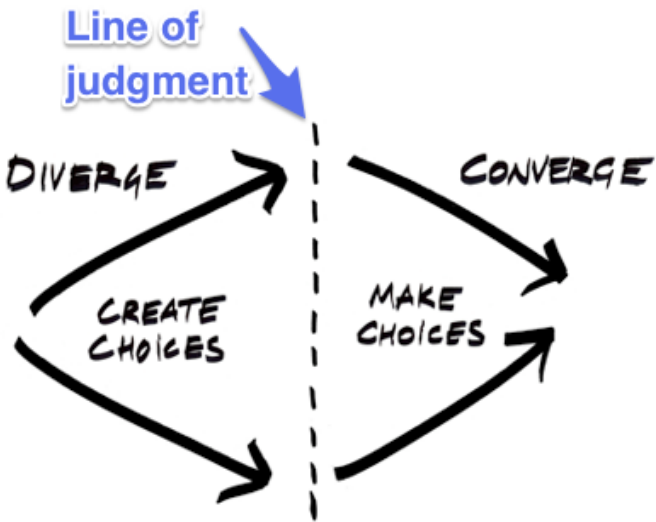 Line of
judgment
DIVERGE
CONVERGE
CREATE
CHOICES
MAKE
CHOICES